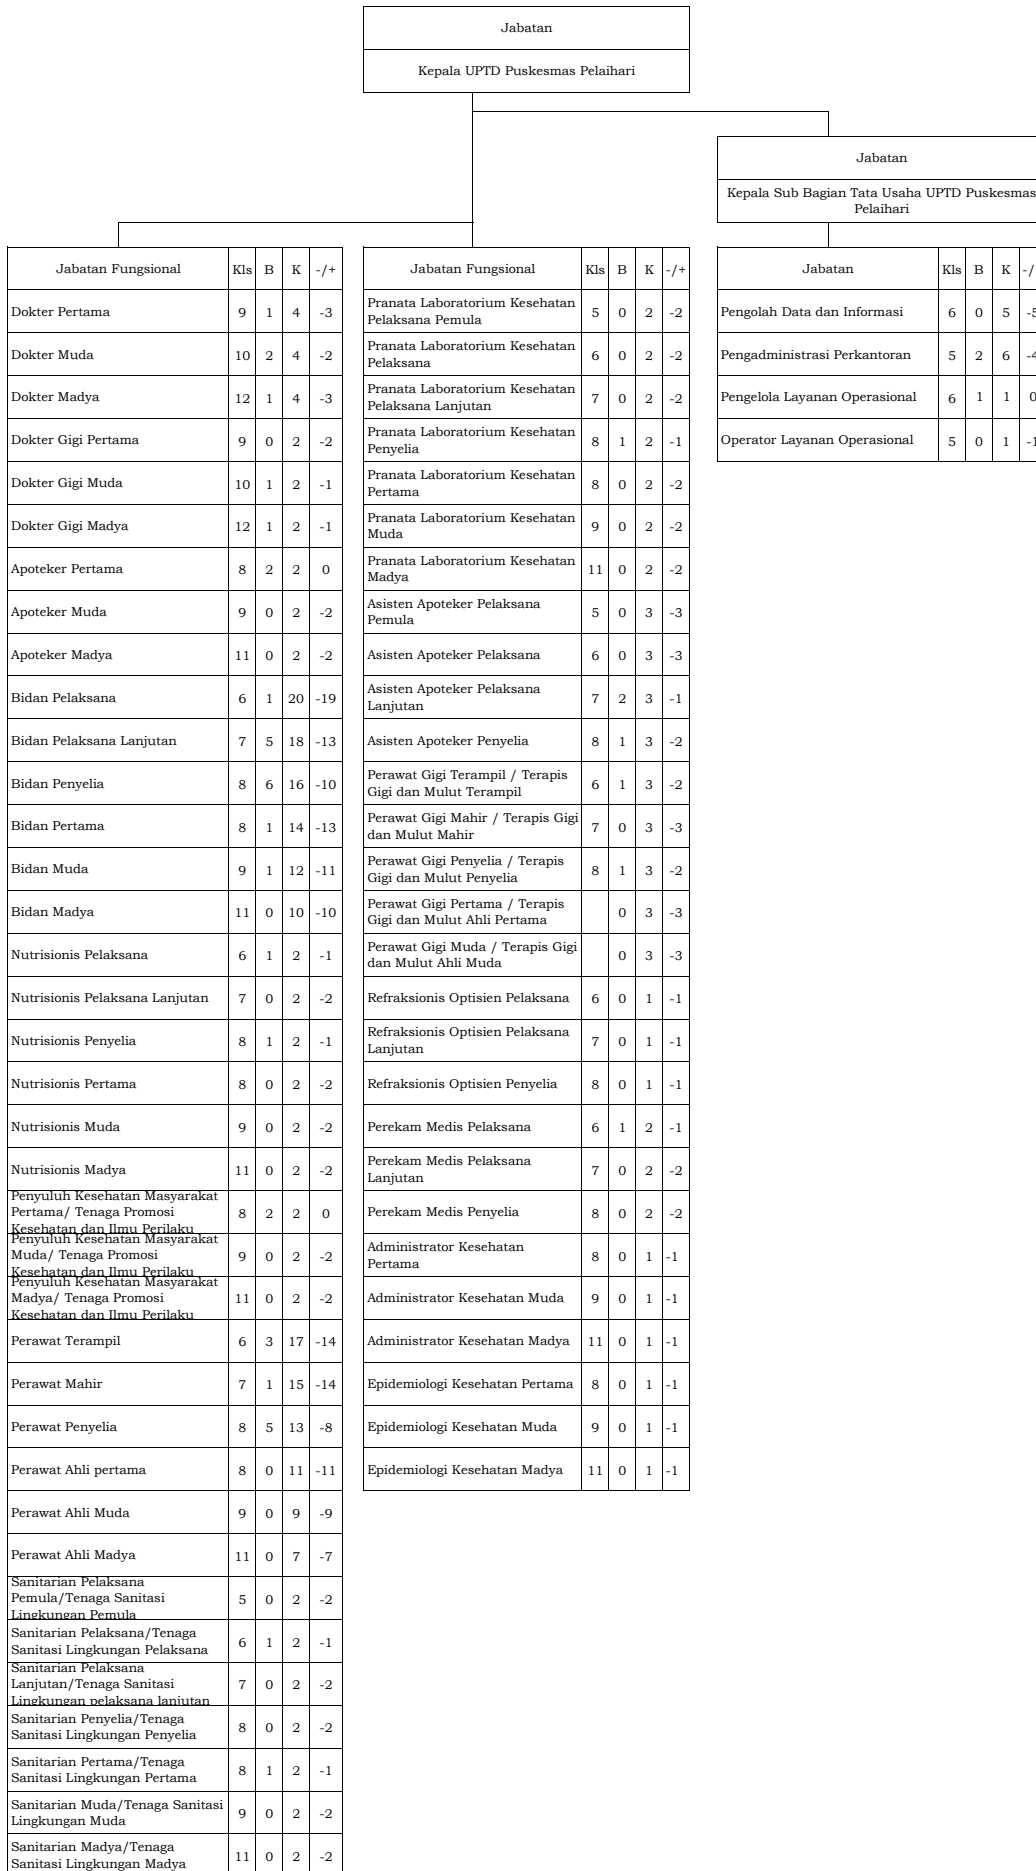 Jabatan
Kepala UPTD Puskesmas Pelaihari
Jabatan
Kepala Sub Bagian Tata Usaha UPTD Puskesmas
Pelaihari
Jabatan Fungsional Kls B K -/+
Dokter Pertama 9 1 4 -3
Dokter Muda 10 2 4 -2
Dokter Madya 12 1 4 -3
Dokter Gigi Pertama 9 0 2 -2
Dokter Gigi Muda 10 1 2 -1
Dokter Gigi Madya 12 1 2 -1
Apoteker Pertama 8 2 2 0
Apoteker Muda 9 0 2 -2
Apoteker Madya 11 0 2 -2
Bidan Pelaksana 6 1 20 -19
Bidan Pelaksana Lanjutan 7 5 18 -13
Bidan Penyelia 8 6 16 -10
Bidan Pertama 8 1 14 -13
Bidan Muda 9 1 12 -11
Bidan Madya 11 0 10 -10
Nutrisionis Pelaksana 6 1 2 -1
Nutrisionis Pelaksana Lanjutan 7 0 2 -2
Nutrisionis Penyelia 8 1 2 -1
Nutrisionis Pertama 8 0 2 -2
Nutrisionis Muda 9 0 2 -2
Nutrisionis Madya 11 0 2 -2
Penyuluh Kesehatan Masyarakat
Pertama/ Tenaga Promosi 8 2 2 0
Kesehatan dan Ilmu Perilaku
Penyuluh Kesehatan Masyarakat
Muda/ Tenaga Promosi 9 0 2 -2
Kesehatan dan Ilmu Perilaku
Penyuluh Kesehatan Masyarakat
Madya/ Tenaga Promosi 11 0 2 -2
Kesehatan dan Ilmu Perilaku
Perawat Terampil 6 3 17 -14
Perawat Mahir 7 1 15 -14
Perawat Penyelia 8 5 13 -8
Perawat Ahli pertama 8 0 11 -11
Perawat Ahli Muda 9 0 9 -9
Perawat Ahli Madya 11 0 7 -7
Sanitarian Pelaksana
Pemula/Tenaga Sanitasi 5 0 2 -2
Lingkungan Pemula
Sanitarian Pelaksana/Tenaga
Sanitasi Lingkungan Pelaksana 6 1 2 -1
Sanitarian Pelaksana
Lanjutan/Tenaga Sanitasi 7 0 2 -2
Lingkungan pelaksana lanjutan
Sanitarian Penyelia/Tenaga
Sanitasi Lingkungan Penyelia 8 0 2 -2
Sanitarian Pertama/Tenaga
Sanitasi Lingkungan Pertama 8 1 2 -1
Sanitarian Muda/Tenaga Sanitasi
Lingkungan Muda 9 0 2 -2
Sanitarian Madya/Tenaga
Sanitasi Lingkungan Madya 11 0 2 -2
Jabatan Fungsional Kls B K -/+
Pranata Laboratorium Kesehatan
Pelaksana Pemula 5 0 2 -2
Pranata Laboratorium Kesehatan
Pelaksana 6 0 2 -2
Pranata Laboratorium Kesehatan
Pelaksana Lanjutan 7 0 2 -2
Pranata Laboratorium Kesehatan
Penyelia 8 1 2 -1
Pranata Laboratorium Kesehatan
Pertama 8 0 2 -2
Pranata Laboratorium Kesehatan
Muda 9 0 2 -2
Pranata Laboratorium Kesehatan
Madya 11 0 2 -2
Asisten Apoteker Pelaksana
Pemula 5 0 3 -3
Asisten Apoteker Pelaksana 6 0 3 -3
Asisten Apoteker Pelaksana
Lanjutan 7 2 3 -1
Asisten Apoteker Penyelia 8 1 3 -2
Perawat Gigi Terampil / Terapis
Gigi dan Mulut Terampil 6 1 3 -2
Perawat Gigi Mahir / Terapis Gigi
dan Mulut Mahir 7 0 3 -3
Perawat Gigi Penyelia / Terapis
Gigi dan Mulut Penyelia 8 1 3 -2
Perawat Gigi Pertama / Terapis
Gigi dan Mulut Ahli Pertama 0 3 -3
Perawat Gigi Muda / Terapis Gigi
dan Mulut Ahli Muda 0 3 -3
Refraksionis Optisien Pelaksana 6 0 1 -1
Refraksionis Optisien Pelaksana
Lanjutan 7 0 1 -1
Refraksionis Optisien Penyelia 8 0 1 -1
Perekam Medis Pelaksana 6 1 2 -1
Perekam Medis Pelaksana
Lanjutan 7 0 2 -2
Perekam Medis Penyelia 8 0 2 -2
Administrator Kesehatan
Pertama 8 0 1 -1
Administrator Kesehatan Muda 9 0 1 -1
Administrator Kesehatan Madya 11 0 1 -1
Epidemiologi Kesehatan Pertama 8 0 1 -1
Epidemiologi Kesehatan Muda 9 0 1 -1
Epidemiologi Kesehatan Madya 11 0 1 -1
Jabatan Kls B K -/
Pengolah Data dan Informasi 6 0 5 -5
Pengadministrasi Perkantoran 5 2 6 -4
Pengelola Layanan Operasional 6 1 1 0
Operator Layanan Operasional 5 0 1 -1